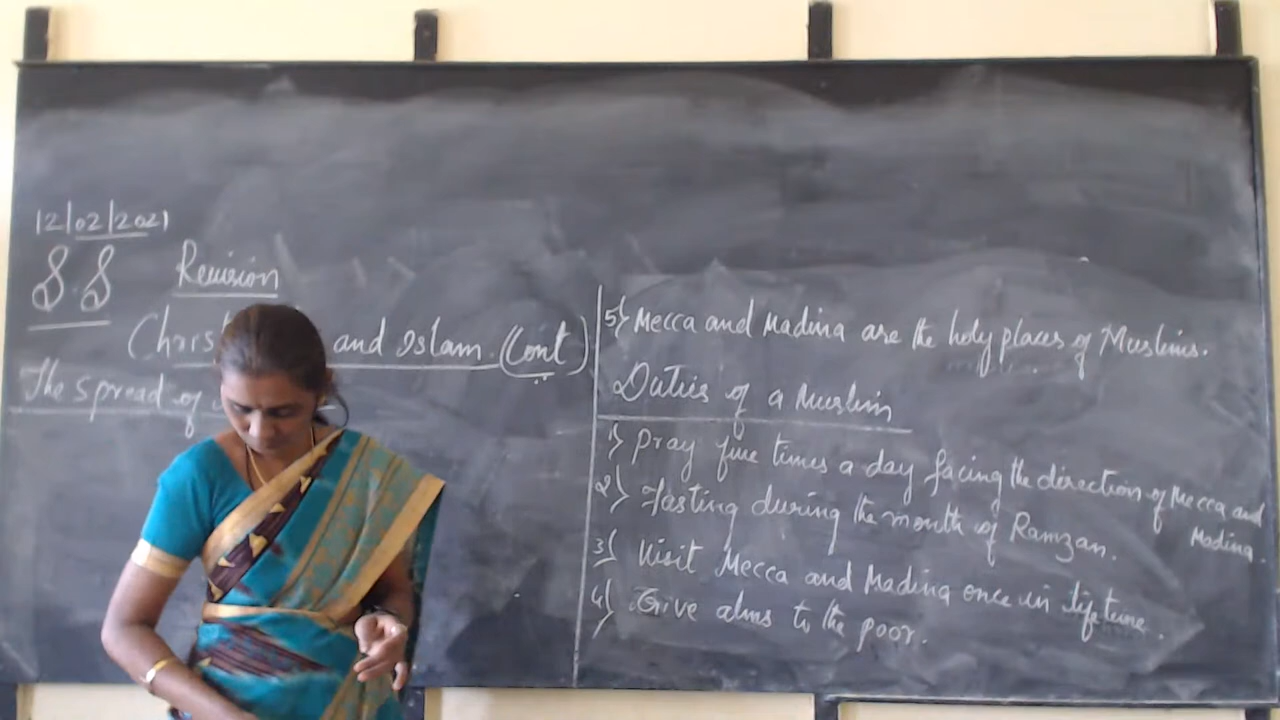 12/02/2021
S.S
Revision
and Islam (Cont)
The spread of
5) Mecca and Madina are the holy places of Muslims.
Duties of a Muslim
1) Pray five times a day facing the direction of Mecca and
Madina
2) fasting during the month of Ramzan.
3) Visit Mecca and Madina once in lifetime.
4) Give alms to the poor.